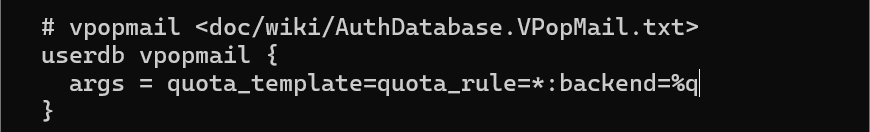 # vpopmail <doc/wiki/AuthDatabase.VPopMail.txt>
userdb vpopmail {
  args = quota_template=quota_rule=*:backend=%q
}